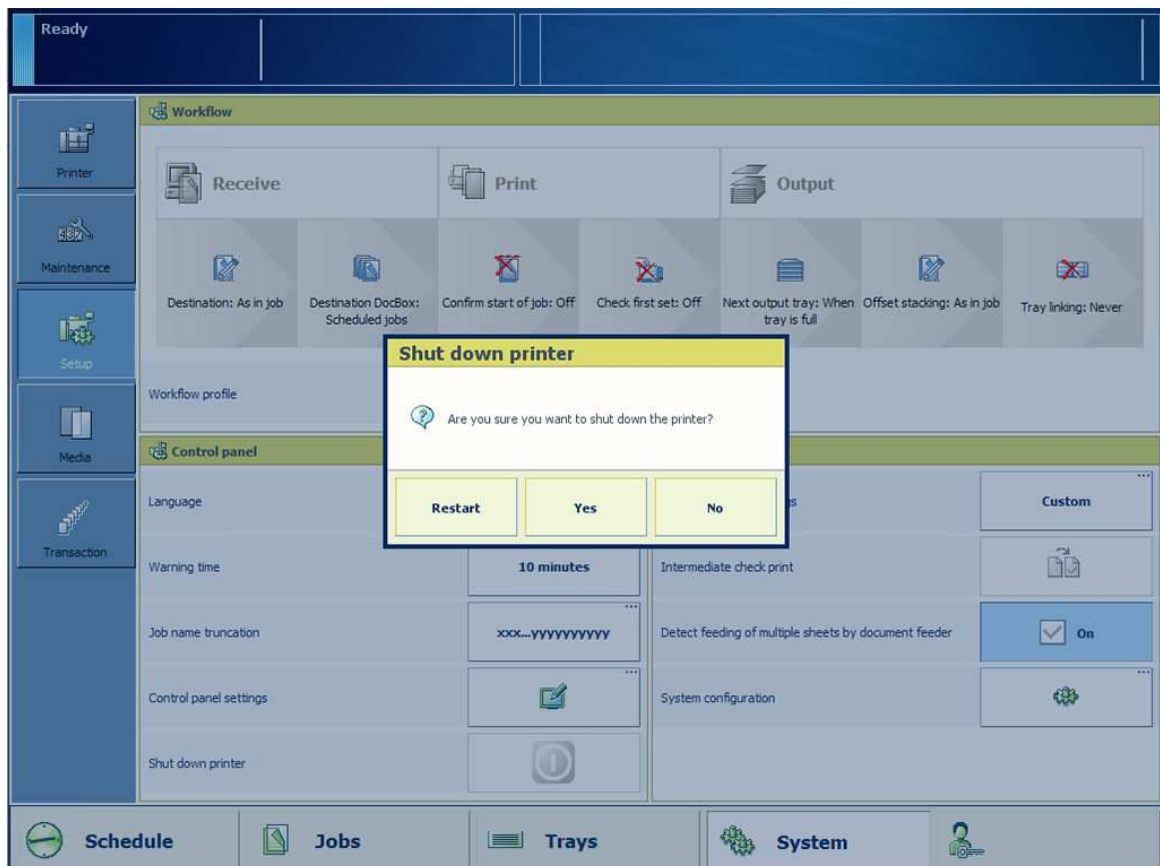 Ready
Printer
Maintenance
Setup
Media
Transaction
Workflow
Receive
Print
Output
Destination: As in job
Destination DocBox:
Scheduled jobs
Confirm start of job: Off
Check first set: Off
Next output tray: When
tray is full
Offset stacking: As in job
Tray linking: Never
Workflow profile
Shut down printer
Are you sure you want to shut down the printer?
Restart
Yes
No
Control panel
Language
Warning time
10 minutes
Job name truncation
xxx...yyyyyyyyyy
Control panel settings
Shut down printer
Custom
Intermediate check print
Detect feeding of multiple sheets by document feeder
On
System configuration
Schedule
Jobs
Trays
System